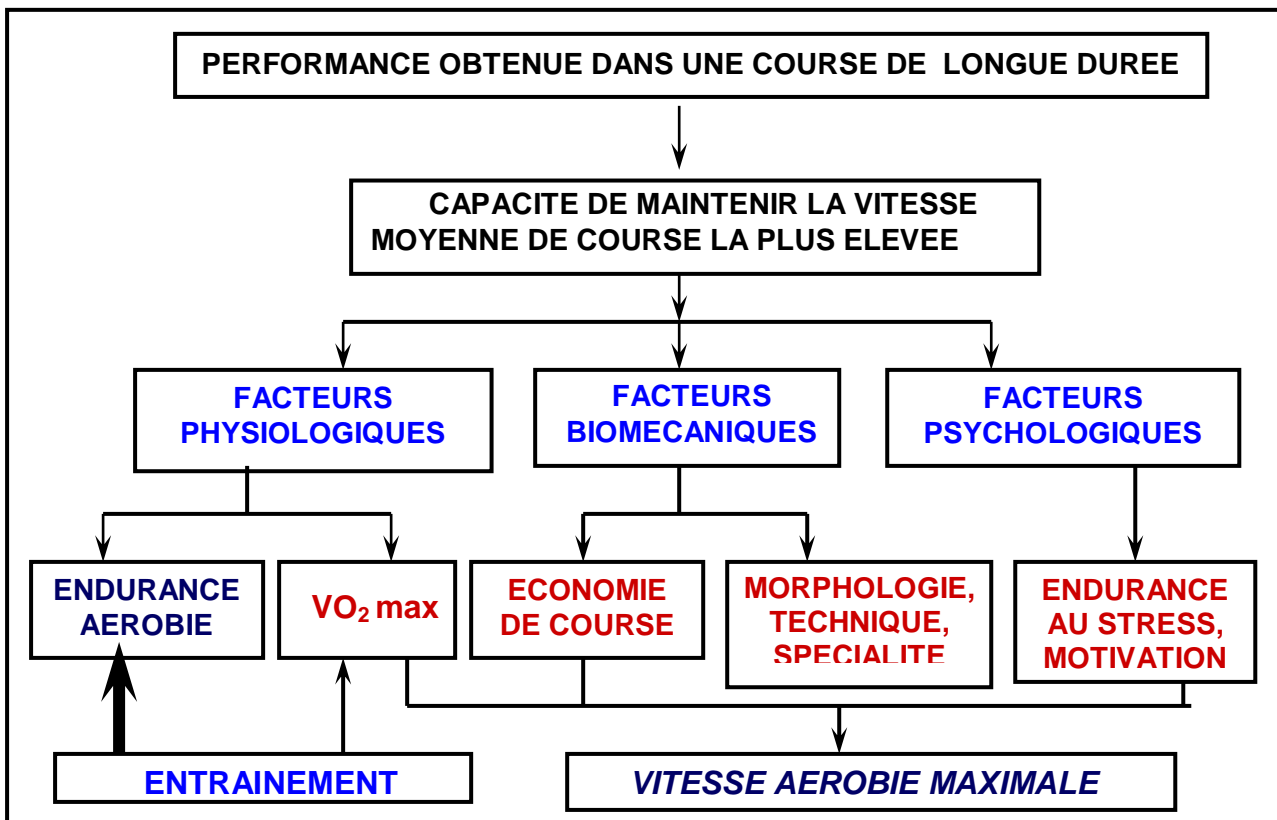 PERFORMANCE OBTENUE DANS UNE COURSE DE LONGUE DUREE
CAPACITE DE MAINTENIR LA VITESSE
MOYENNE DE COURSE LA PLUS ELEVEE
FACTEURS
PHYSIOLOGIQUES
FACTEURS
BIOMECANIQUES
FACTEURS
PSYCHOLOGIQUES
ENDURANCE
AEROBIE
VO₂ max
ECONOMIE
DE COURSE
MORPHOLOGIE,
TECHNIQUE,
SPECIALITE
ENDURANCE
AU STRESS,
MOTIVATION
ENTRAINEMENT
VITESSE AEROBIE MAXIMALE